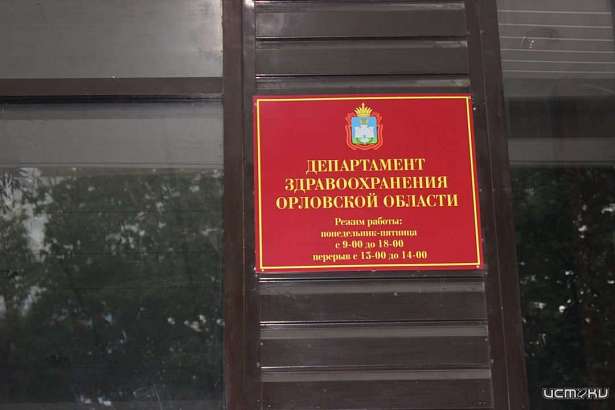 ДЕПАРТАМЕНТ
ЗДРАВООХРАНЕНИЯ
ОРЛОВСКОЙ ОБЛАСТИ
Режим работы:
понедельник-пятница
с 9-00 до 18-00
перерыв с 13-00 до 14-00
истоки